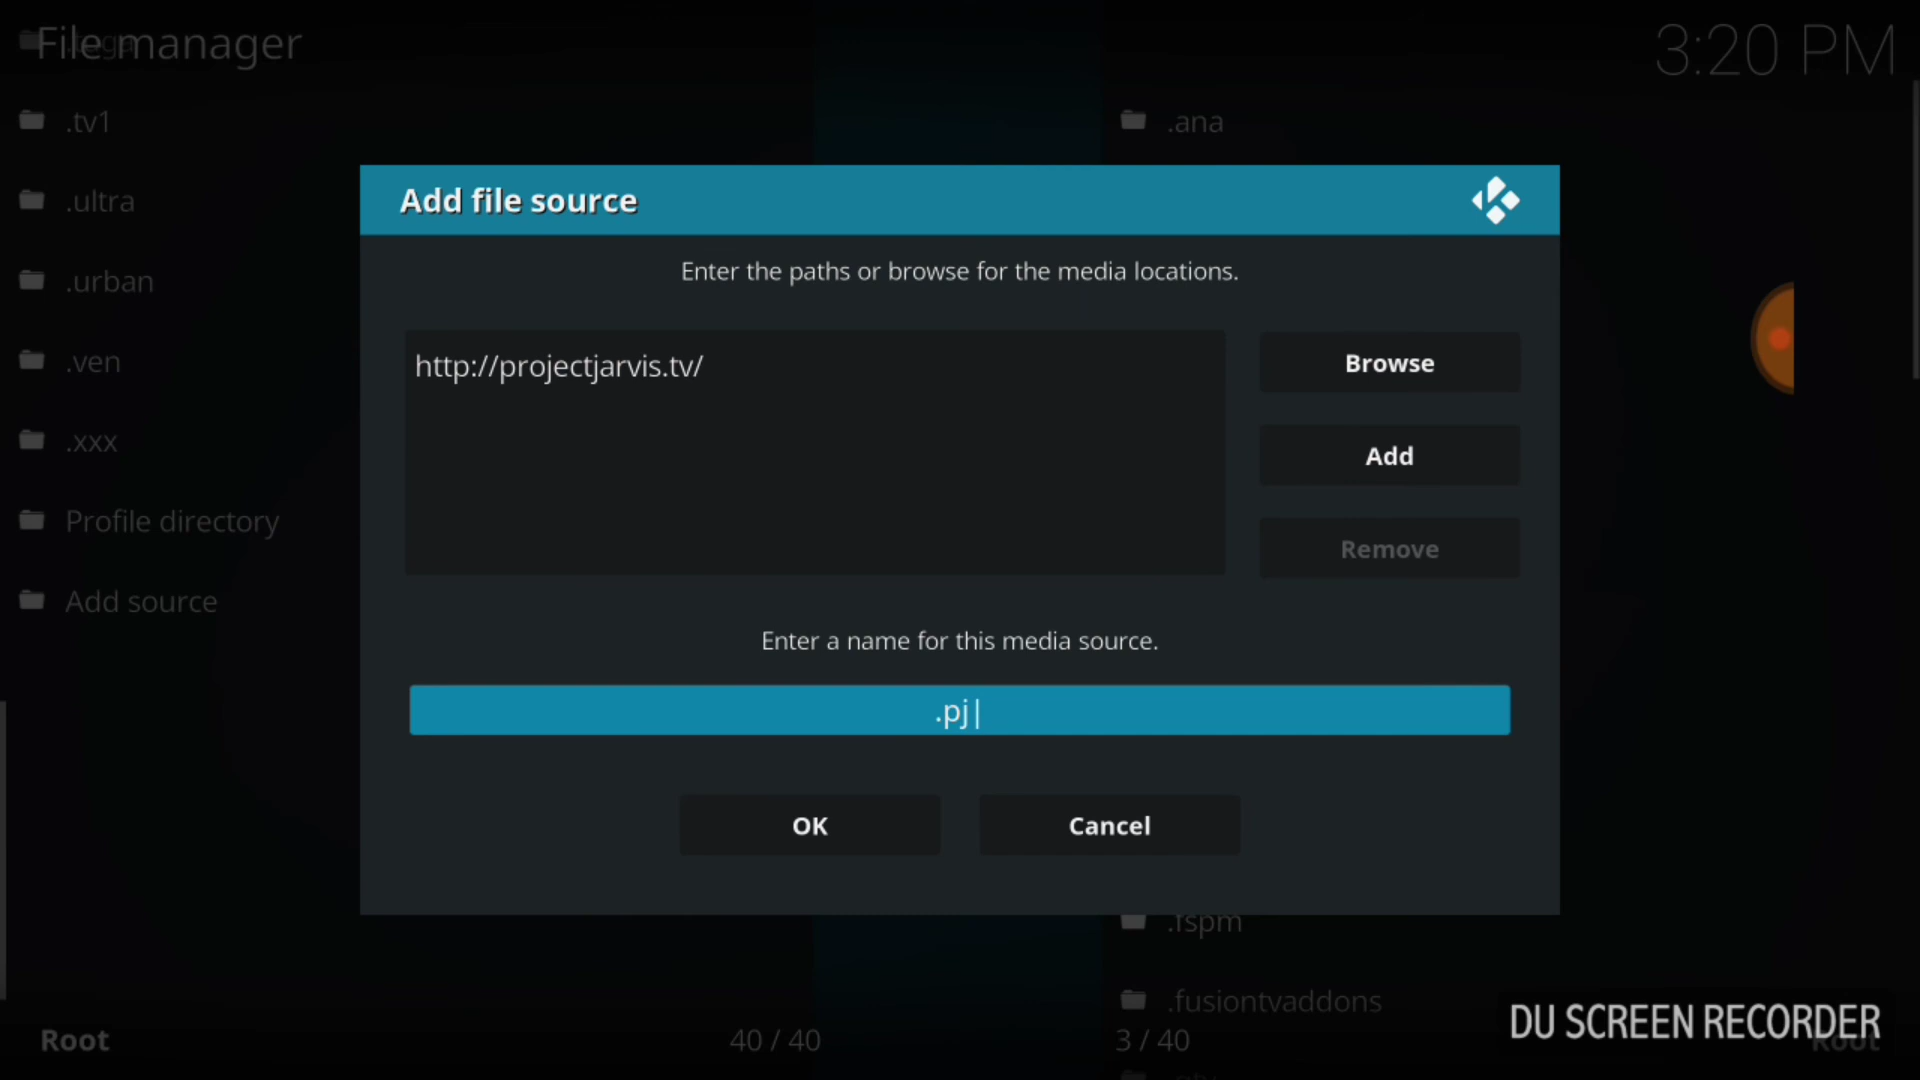 File manager
3:20 PM
.tv1
.ana
.ultra
.urban
.ven
.xxx
Profile directory
Add source
Add file source
Enter the paths or browse for the media locations.
http://projectjarvis.tv/
Browse
Add
Remove
Enter a name for this media source.
.pj|
OK
Cancel
.fspm
.fusiontvaddons
DU SCREEN RECORDER
Root
40 / 40
3 / 40
Root